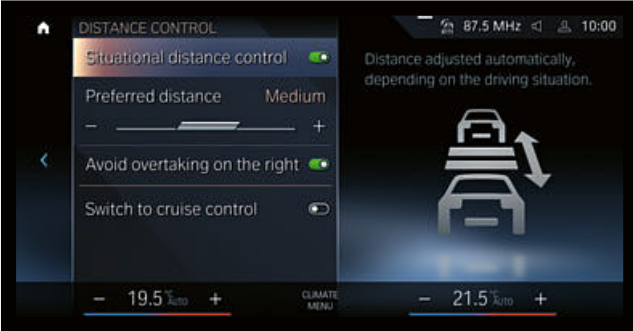 DISTANCE CONTROL
87.5 MHz
10:00
Situational distance control
Distance adjusted automatically,
depending on the driving situation.
Preferred distance Medium
- +
Avoid overtaking on the right
Switch to cruise control
- 19.5 °C AUTO +
CLIMATE
MENU
- 21.5 °C AUTO +